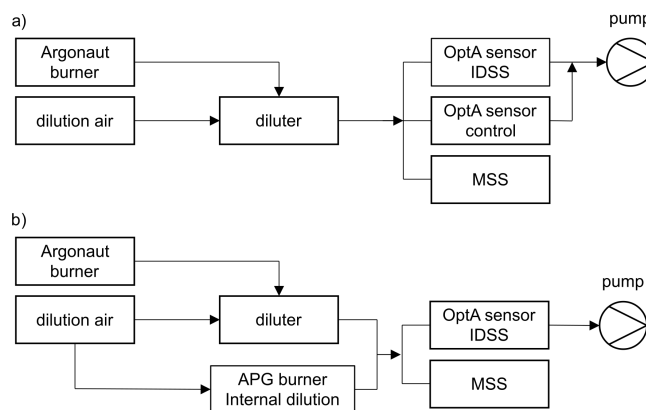 a)
pump
Argonaut
burner
OptA sensor
IDSS
dilution air
diluter
OptA sensor
control
MSS
b)
Argonaut
burner
pump
dilution air
diluter
OptA sensor
IDSS
APG burner
Internal dilution
MSS